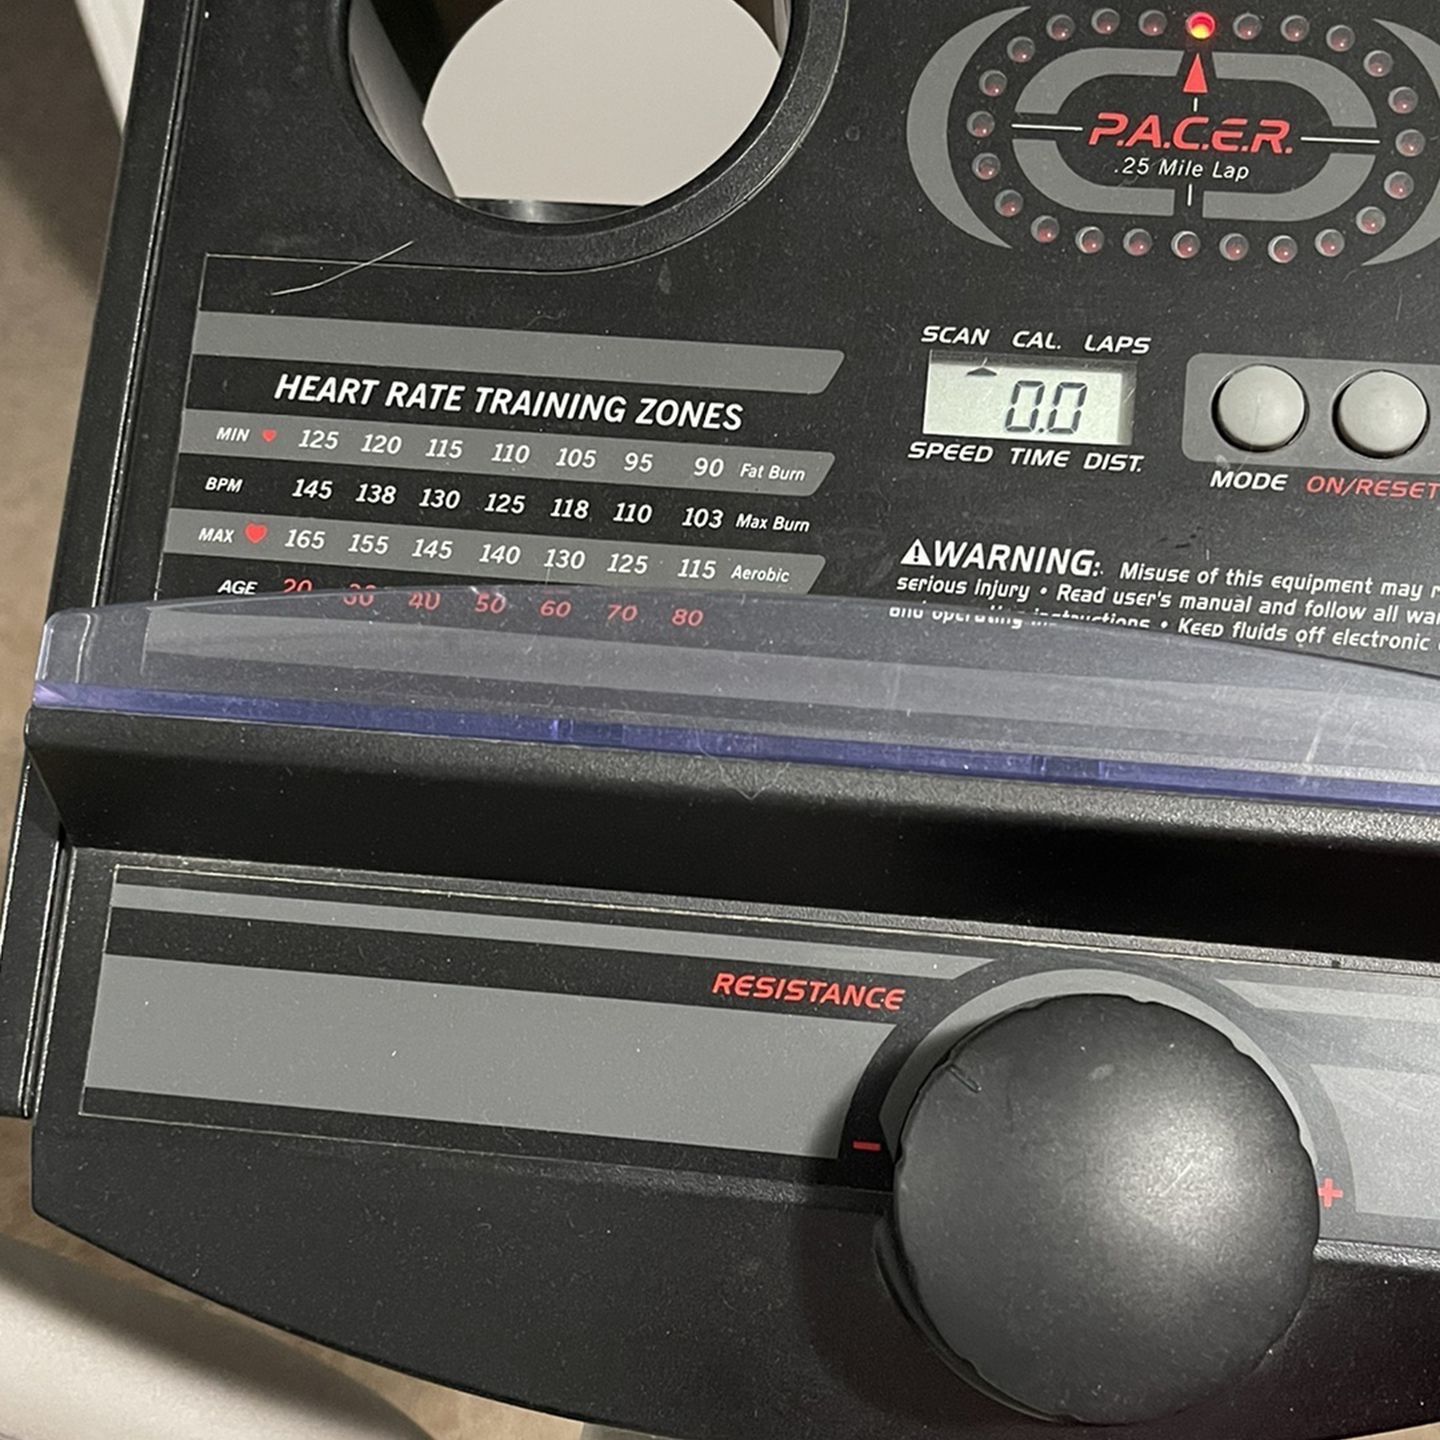 P.A.C.E.R.
.25 Mile Lap
SCAN CAL. LAPS
0.0
SPEED TIME DIST.
MODE ON/RESET
HEART RATE TRAINING ZONES
MIN 125 120 115 110 105 95 90 Fat Burn
BPM 145 138 130 125 118 110 103 Max Burn
MAX 165 155 145 140 130 125 115 Aerobic
AGE 20 30 40 50 60 70 80
WARNING: Misuse of this equipment may
serious injury • Read user's manual and follow all
and operating instructions • Keep fluids off electronic
RESISTANCE
- +